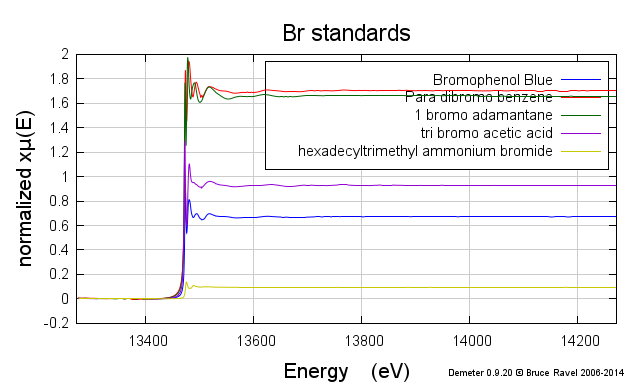 Br standards
normalized xμ(E)
2
1.8
1.6
1.4
1.2
1
0.8
0.6
0.4
0.2
0
-0.2
Bromophenol Blue
Para dibromo benzene
1 bromo adamantane
tri bromo acetic acid
hexadecyltrimethyl ammonium bromide
13400 13600 13800 14000 14200
Energy (eV)
Demeter 0.9.20 © Bruce Ravel 2006-2014